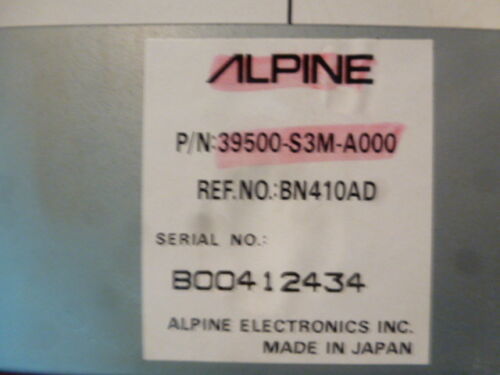 ALPINE
P/N:39500-S3M-A000
REF.NO.:BN410AD
SERIAL NO.:
B00412434
ALPINE ELECTRONICS INC.
MADE IN JAPAN